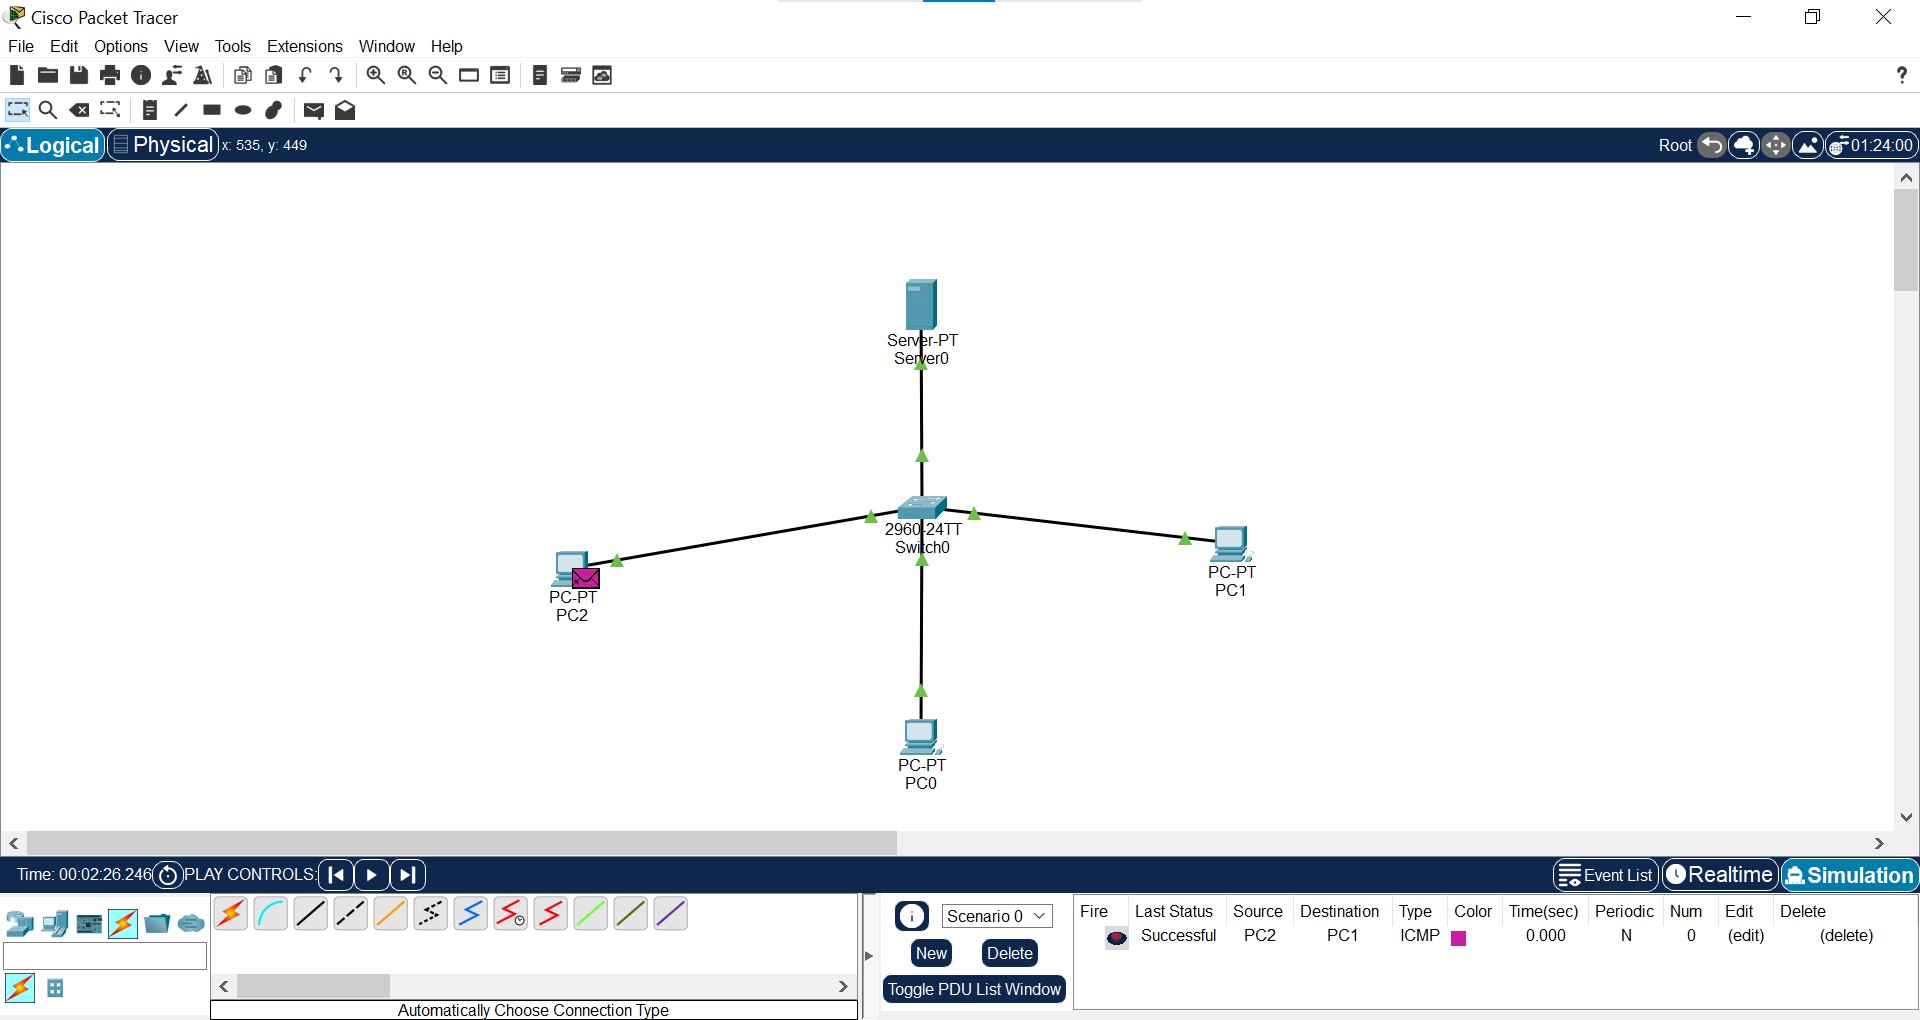 Cisco Packet Tracer
File Edit Options View Tools Extensions Window Help
?
Logical Physical x: 535, y: 449 Root 01:24:00
Server-PT
Server0
2960-24TT
Switch0
PC-PT
PC1
PC-PT
PC2
PC-PT
PC0
Time: 00:02:26.246 PLAY CONTROLS: Event List Realtime Simulation
Scenario 0
New Delete
Toggle PDU List Window
Fire Last Status Source Destination Type Color Time(sec) Periodic Num Edit Delete
Successful PC2 PC1 ICMP 0.000 N 0 (edit) (delete)
Automatically Choose Connection Type